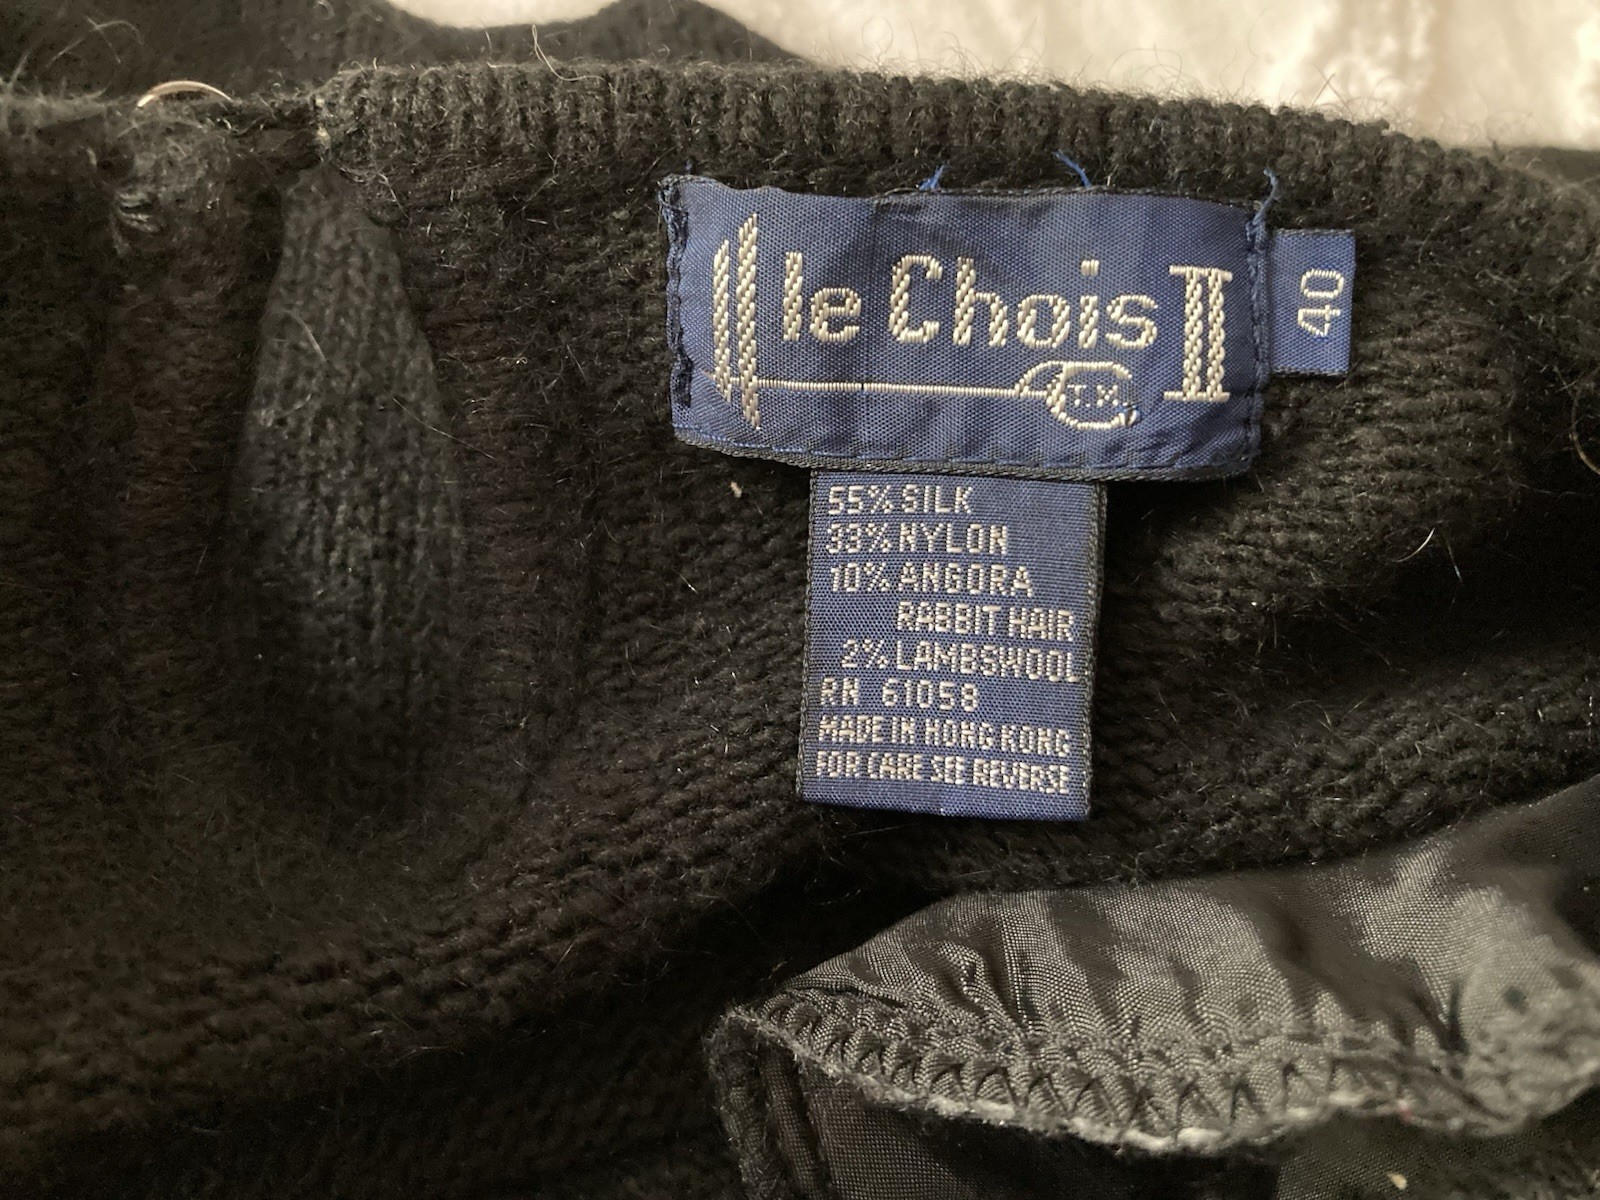 le Chois II
T.M.
40
55% SILK
33% NYLON
10% ANGORA
RABBIT HAIR
2% LAMBSWOOL
RN 61058
MADE IN HONG KONG
FOR CARE SEE REVERSE